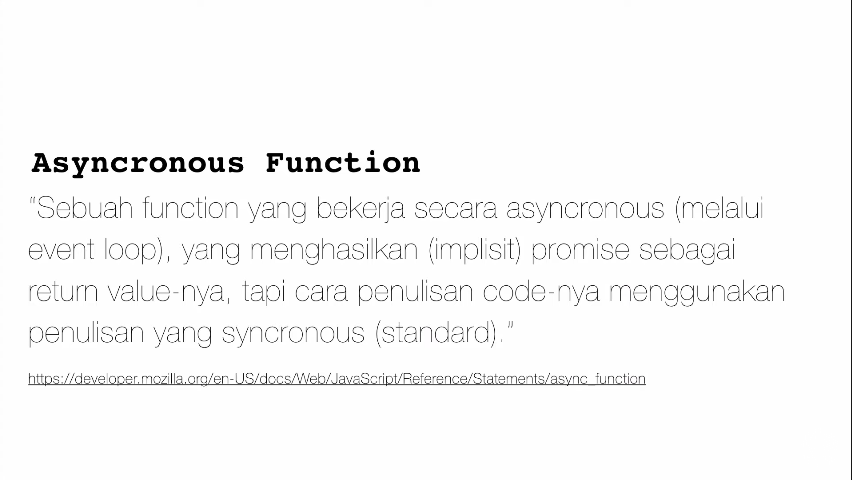 Asyncronous Function
"Sebuah function yang bekerja secara asyncronous (melalui
event loop), yang menghasilkan (implisit) promise sebagai
return value-nya, tapi cara penulisan code-nya menggunakan
penulisan yang syncronous (standard)."
https://developer.mozilla.org/en-US/docs/Web/JavaScript/Reference/Statements/async_function